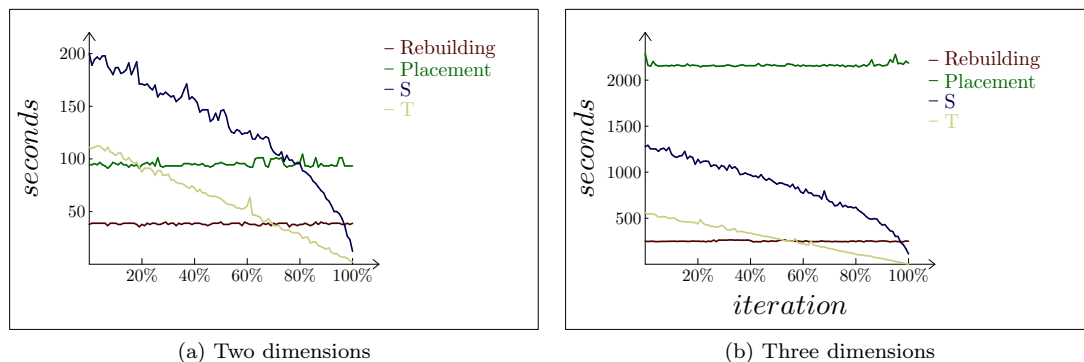 seconds
200
150
100
50
20%
40%
60%
80%
100%
Rebuilding
Placement
S
T
(a) Two dimensions
seconds
2000
1500
1000
500
20%
40%
60%
80%
100%
iteration
Rebuilding
Placement
S
T
(b) Three dimensions